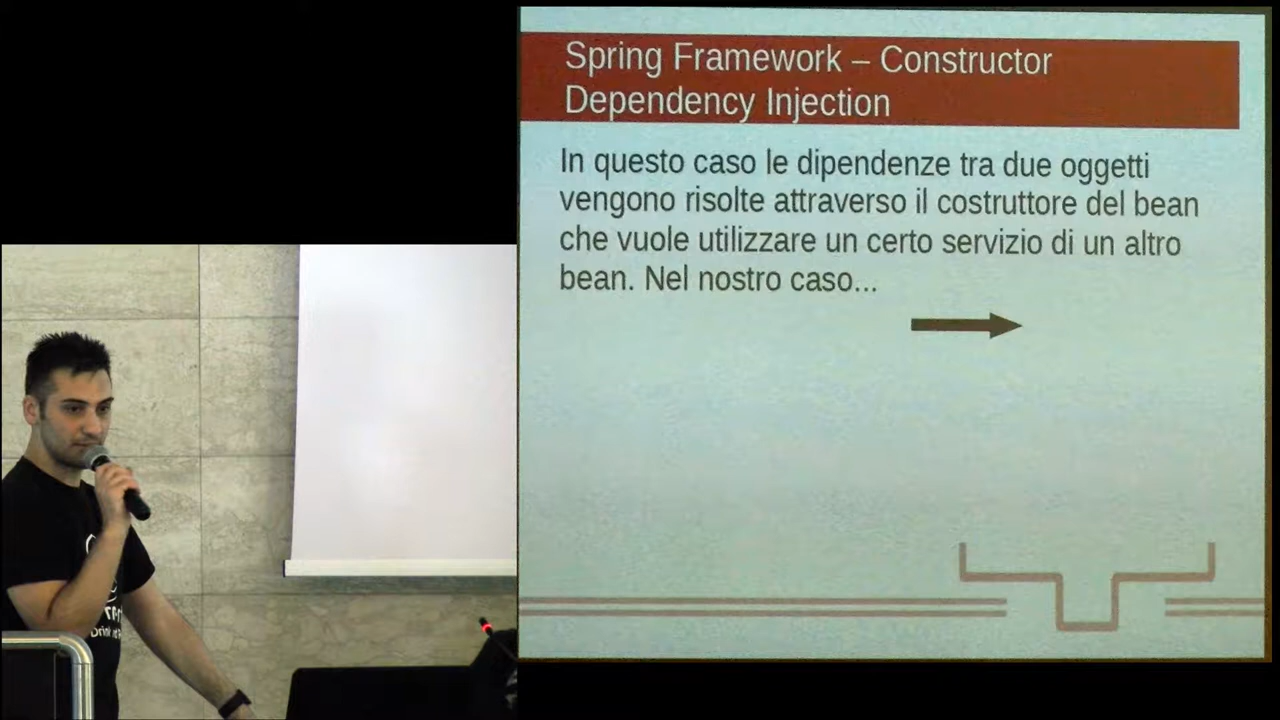 Spring Framework – Constructor
Dependency Injection
In questo caso le dipendenze tra due oggetti
vengono risolte attraverso il costruttore del bean
che vuole utilizzare un certo servizio di un altro
bean. Nel nostro caso...